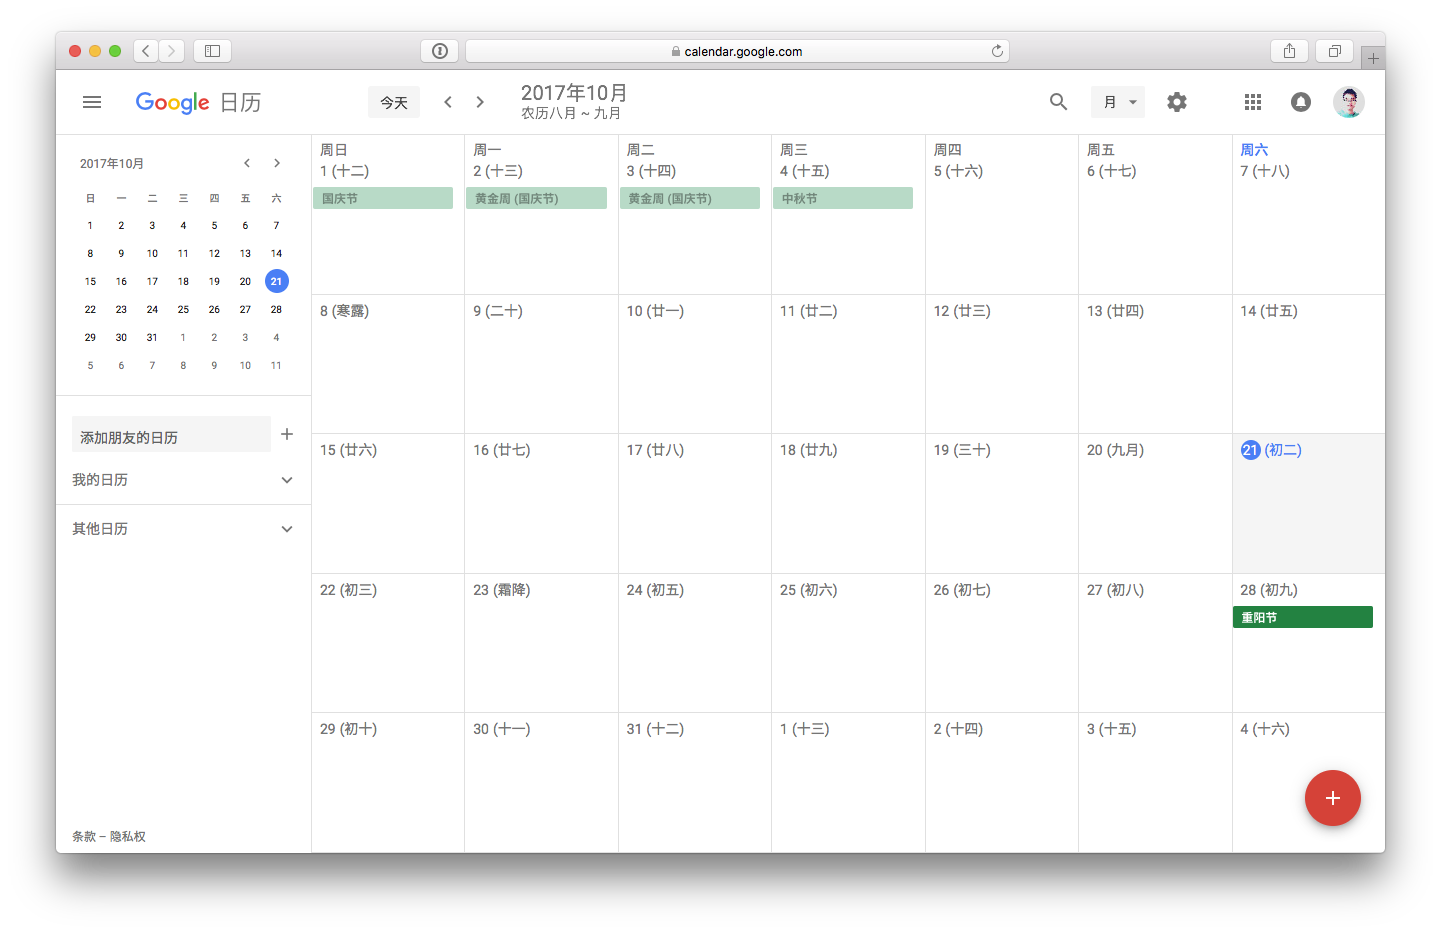 calendar.google.com
Google 日历
今天
2017年10月
农历八月 ~ 九月
月
2017年10月
日 一 二 三 四 五 六
1 2 3 4 5 6 7
8 9 10 11 12 13 14
15 16 17 18 19 20 21
22 23 24 25 26 27 28
29 30 31 1 2 3 4
5 6 7 8 9 10 11
添加朋友的日历
我的日历
其他日历
条款 – 隐私权
周日 周一 周二 周三 周四 周五 周六
1 (十二) 2 (十三) 3 (十四) 4 (十五) 5 (十六) 6 (十七) 7 (十八)
国庆节 黄金周 (国庆节) 黄金周 (国庆节) 中秋节
8 (寒露) 9 (二十) 10 (廿一) 11 (廿二) 12 (廿三) 13 (廿四) 14 (廿五)
15 (廿六) 16 (廿七) 17 (廿八) 18 (廿九) 19 (三十) 20 (九月) 21 (初二)
22 (初三) 23 (霜降) 24 (初五) 25 (初六) 26 (初七) 27 (初八) 28 (初九)
重阳节
29 (初十) 30 (十一) 31 (十二) 1 (十三) 2 (十四) 3 (十五) 4 (十六)